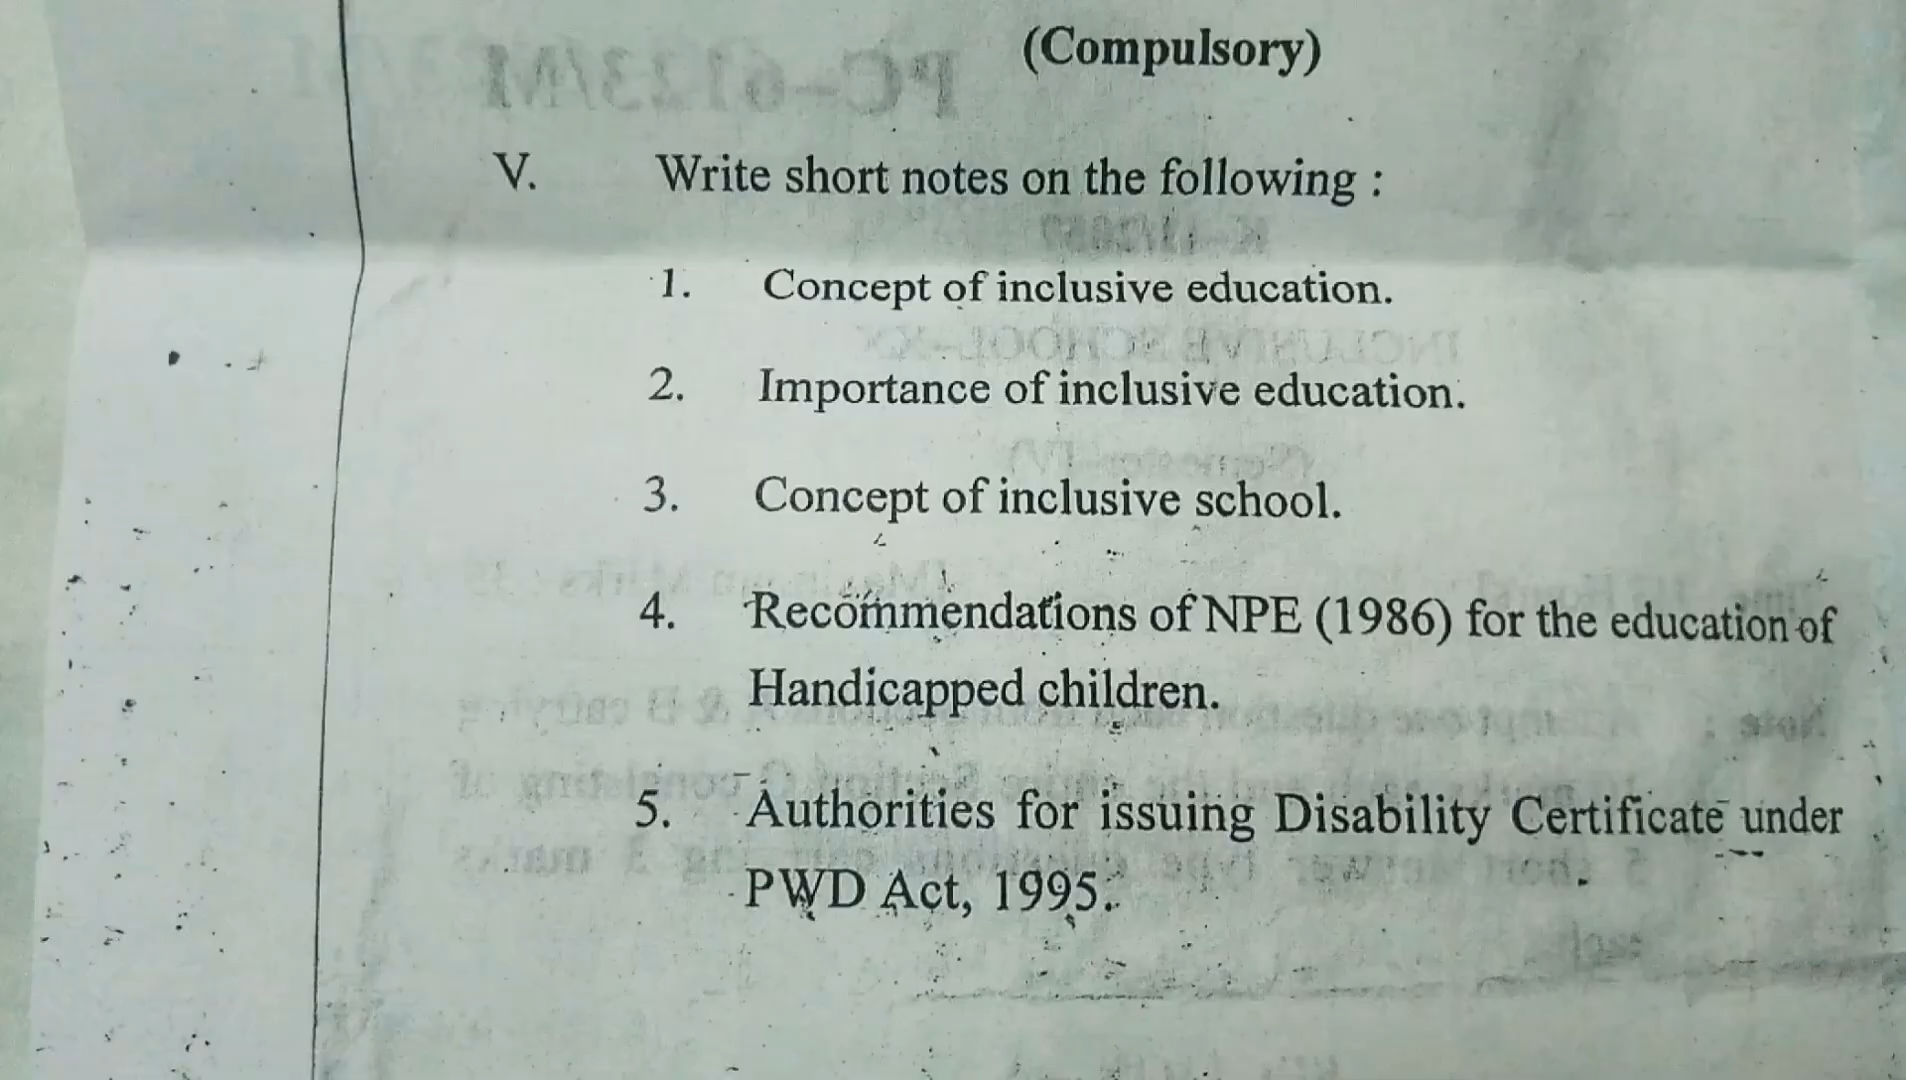 PC-6123/M
(Compulsory)
V. Write short notes on the following :
1. Concept of inclusive education.
2. Importance of inclusive education.
3. Concept of inclusive school.
4. Recommendations of NPE (1986) for the education of
Handicapped children.
5. Authorities for issuing Disability Certificate under
PWD Act, 1995.